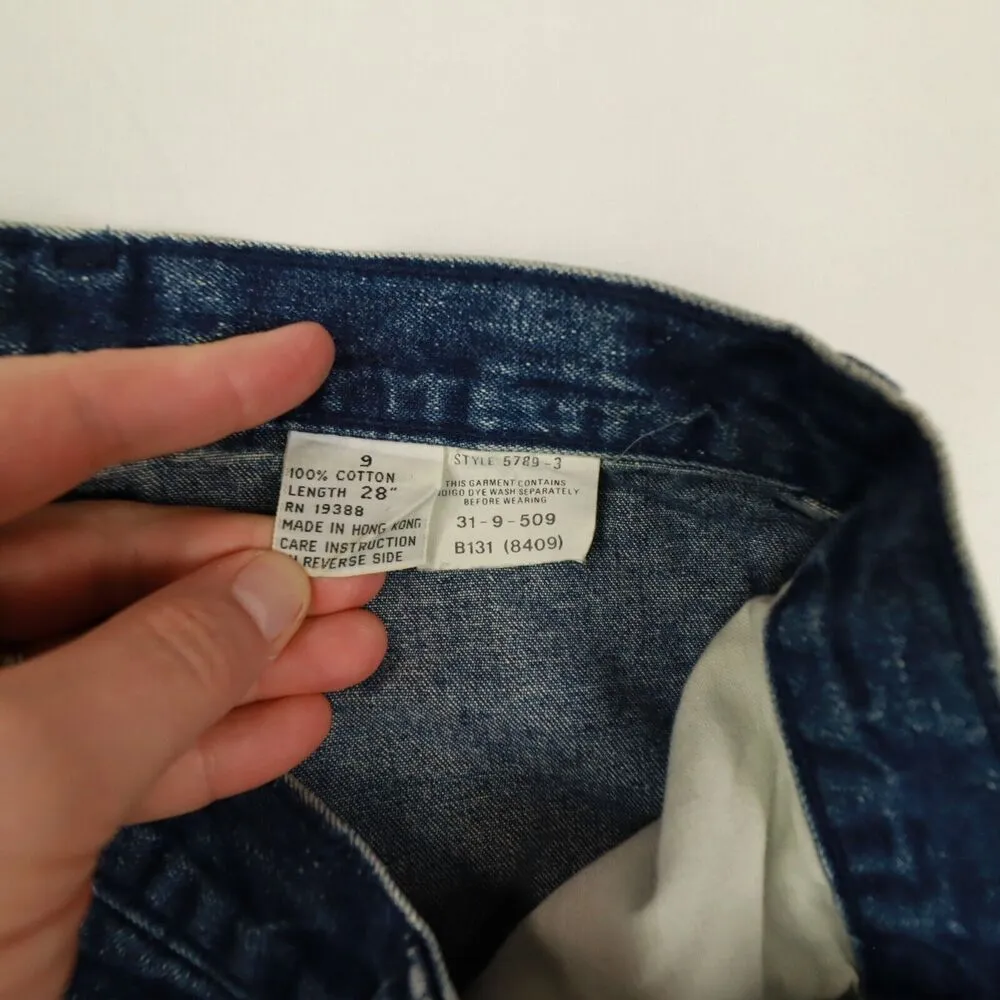 9
100% COTTON
LENGTH 28"
RN 19388
MADE IN HONG KONG
CARE INSTRUCTION
REVERSE SIDE
STYLE 5789-3
THIS GARMENT CONTAINS
DYE WASH SEPARATELY
BEFORE WEARING
31-9-509
B131 (8409)